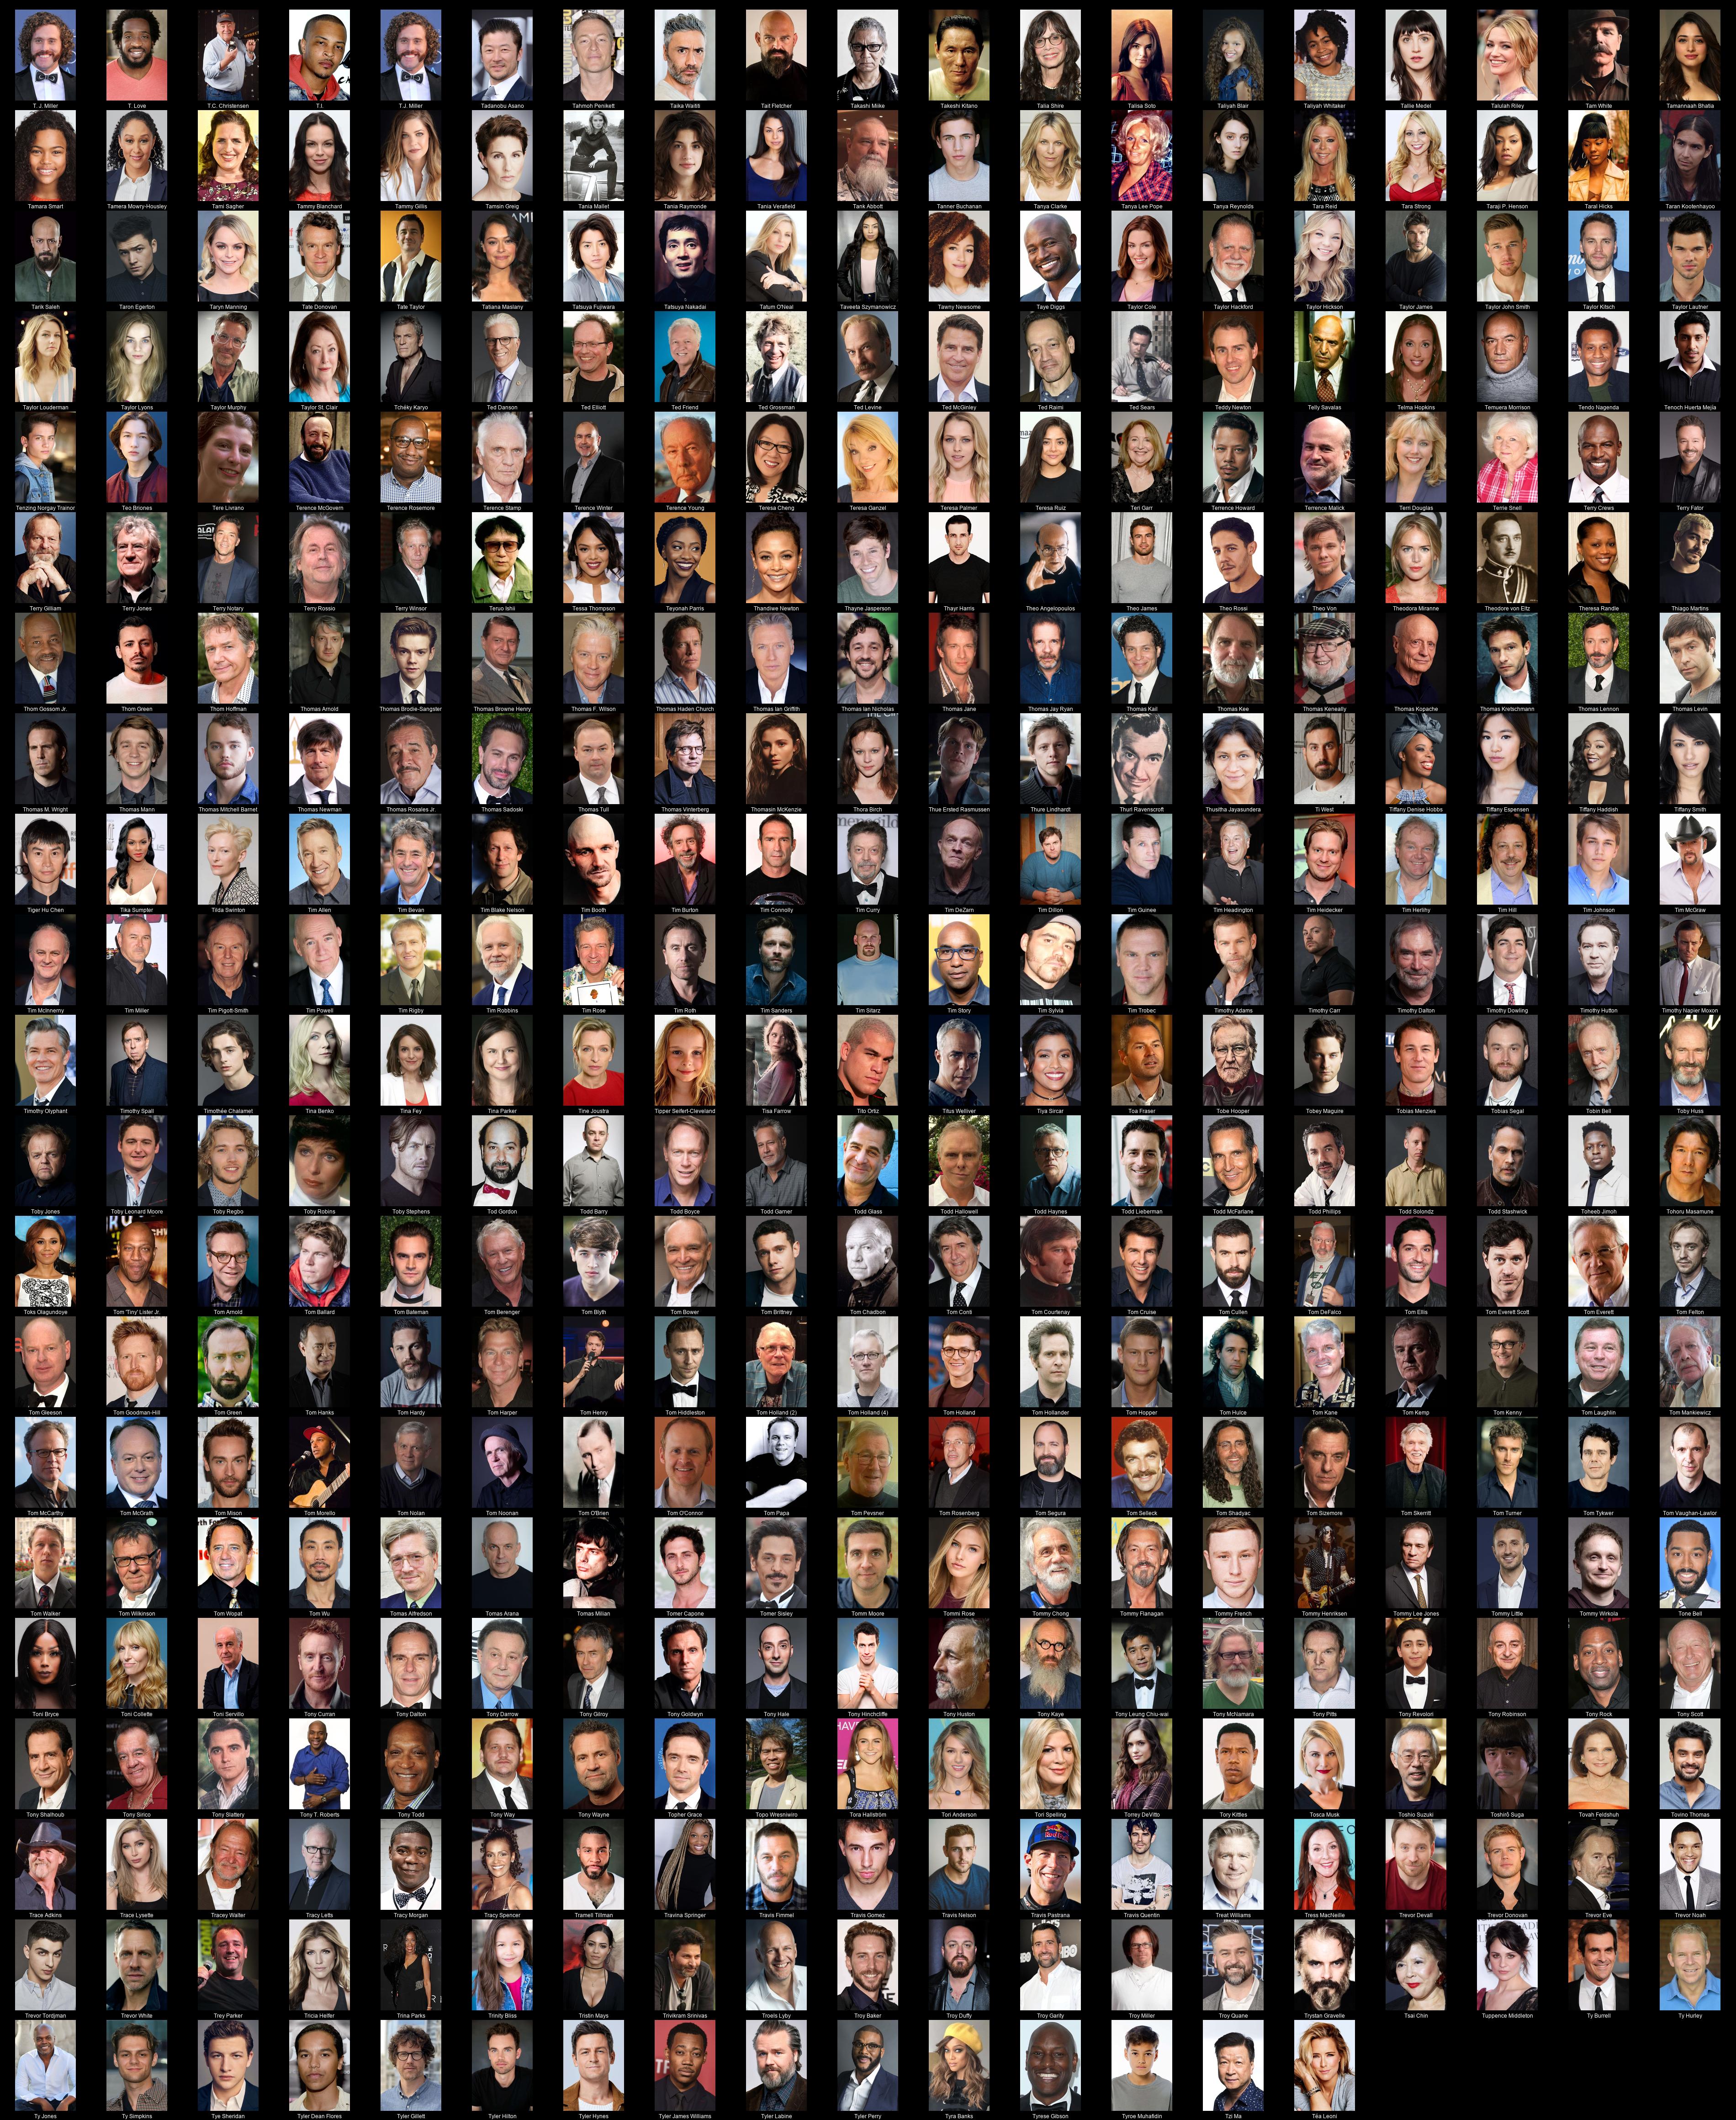 T. J. Miller
T. Love
T.C. Christensen
T.I.
T.J. Miller
Tadanobu Asano
Tahmoh Penikett
Taika Waititi
Tait Fletcher
Takashi Miike
Takeshi Kitano
Talia Shire
Talisa Soto
Taliyah Blair
Taliyah Whitaker
Tallie Medel
Talulah Riley
Tam White
Tamannaah Bhatia
Tamara Smart
Tamera Mowry-Housley
Tami Sagher
Tammy Blanchard
Tammy Gillis
Tamsin Greig
Tania Mallet
Tania Raymonde
Tania Verafield
Tank Abbott
Tanner Buchanan
Tanya Clarke
Tanya Lee Pope
Tanya Reynolds
Tara Reid
Tara Strong
Taraji P. Henson
Taral Hicks
Taran Kootenhayoo
Tarik Saleh
Taron Egerton
Taryn Manning
Tate Donovan
Tate Taylor
Tatiana Maslany
Tatsuya Fujiwara
Tatsuya Nakadai
Tatum O'Neal
Taveeta Szymanowicz
Tawny Newsome
Taye Diggs
Taylor Cole
Taylor Hackford
Taylor Hickson
Taylor James
Taylor John Smith
Taylor Kitsch
Taylor Lautner
Taylor Louderman
Taylor Lyons
Taylor Murphy
Taylor St. Clair
Tchéky Karyo
Ted Danson
Ted Elliott
Ted Friend
Ted Grossman
Ted Levine
Ted McGinley
Ted Raimi
Ted Sears
Teddy Newton
Telly Savalas
Telma Hopkins
Temuera Morrison
Tendo Nagenda
Tenoch Huerta Mejía
Tenzing Norgay Trainor
Teo Briones
Tere Livrano
Terence McGovern
Terence Rosemore
Terence Stamp
Terence Winter
Terence Young
Teresa Cheng
Teresa Ganzel
Teresa Palmer
Teresa Ruiz
Teri Garr
Terrence Howard
Terrence Malick
Terri Douglas
Terrie Snell
Terry Crews
Terry Fator
Terry Gilliam
Terry Jones
Terry Notary
Terry Rossio
Terry Winsor
Teruo Ishii
Tessa Thompson
Teyonah Parris
Thandiwe Newton
Thayne Jasperson
Thayr Harris
Theo Angelopoulos
Theo James
Theo Rossi
Theo Von
Theodora Miranne
Theodore von Eltz
Theresa Randle
Thiago Martins
Thom Gossom Jr.
Thom Green
Thom Hoffman
Thomas Arnold
Thomas Brodie-Sangster
Thomas Browne Henry
Thomas F. Wilson
Thomas Haden Church
Thomas Ian Griffith
Thomas Ian Nicholas
Thomas Jane
Thomas Jay Ryan
Thomas Kail
Thomas Kee
Thomas Keneally
Thomas Kopache
Thomas Kretschmann
Thomas Lennon
Thomas Levin
Thomas M. Wright
Thomas Mann
Thomas Mitchell Barnet
Thomas Newman
Thomas Rosales Jr.
Thomas Sadoski
Thomas Tull
Thomas Vinterberg
Thomasin McKenzie
Thora Birch
Thue Ersted Rasmussen
Thure Lindhardt
Thurl Ravenscroft
Thusitha Jayasundera
Ti West
Tiffany Denise Hobbs
Tiffany Espensen
Tiffany Haddish
Tiffany Smith
Tiger Hu Chen
Tika Sumpter
Tilda Swinton
Tim Allen
Tim Bevan
Tim Blake Nelson
Tim Booth
Tim Burton
Tim Connolly
Tim Curry
Tim DeZarn
Tim Dillon
Tim Guinee
Tim Headington
Tim Heidecker
Tim Herlihy
Tim Hill
Tim Johnson
Tim McGraw
Tim McInnerny
Tim Miller
Tim Pigott-Smith
Tim Powell
Tim Rigby
Tim Robbins
Tim Rose
Tim Roth
Tim Sanders
Tim Sitarz
Tim Story
Tim Sylvia
Tim Trobec
Timothy Adams
Timothy Carr
Timothy Dalton
Timothy Dowling
Timothy Hutton
Timothy Napier Moxon
Timothy Olyphant
Timothy Spall
Timothée Chalamet
Tina Benko
Tina Fey
Tina Parker
Tine Joustra
Tipper Seifert-Cleveland
Tisa Farrow
Tito Ortiz
Titus Welliver
Tiya Sircar
Toa Fraser
Tobe Hooper
Tobey Maguire
Tobias Menzies
Tobias Segal
Tobin Bell
Toby Huss
Toby Jones
Toby Leonard Moore
Toby Regbo
Toby Robins
Toby Stephens
Tod Gordon
Todd Barry
Todd Boyce
Todd Garner
Todd Glass
Todd Hallowell
Todd Haynes
Todd Lieberman
Todd McFarlane
Todd Phillips
Todd Solondz
Todd Stashwick
Toheeb Jimoh
Tohoru Masamune
Toks Olagundoye
Tom 'Tiny' Lister Jr.
Tom Arnold
Tom Ballard
Tom Bateman
Tom Berenger
Tom Blyth
Tom Bower
Tom Brittney
Tom Chadbon
Tom Conti
Tom Courtenay
Tom Cruise
Tom Cullen
Tom DeFalco
Tom Ellis
Tom Everett Scott
Tom Everett
Tom Felton
Tom Gleeson
Tom Goodman-Hill
Tom Green
Tom Hanks
Tom Hardy
Tom Harper
Tom Henry
Tom Hiddleston
Tom Holland (2)
Tom Holland (4)
Tom Holland
Tom Hollander
Tom Hopper
Tom Hulce
Tom Kane
Tom Kemp
Tom Kenny
Tom Laughlin
Tom Mankiewicz
Tom McCarthy
Tom McGrath
Tom Mison
Tom Morello
Tom Nolan
Tom Noonan
Tom O'Brien
Tom O'Connor
Tom Papa
Tom Pevsner
Tom Rosenberg
Tom Segura
Tom Selleck
Tom Shadyac
Tom Sizemore
Tom Skerritt
Tom Turner
Tom Tykwer
Tom Vaughan-Lawlor
Tom Walker
Tom Wilkinson
Tom Wopat
Tom Wu
Tomas Alfredson
Tomas Arana
Tomas Milian
Tomer Capone
Tomer Sisley
Tomm Moore
Tommi Rose
Tommy Chong
Tommy Flanagan
Tommy French
Tommy Henriksen
Tommy Lee Jones
Tommy Little
Tommy Wirkola
Tone Bell
Toni Bryce
Toni Collette
Toni Servillo
Tony Curran
Tony Dalton
Tony Darrow
Tony Gilroy
Tony Goldwyn
Tony Hale
Tony Hinchcliffe
Tony Huston
Tony Kaye
Tony Leung Chiu-wai
Tony McNamara
Tony Pitts
Tony Revolori
Tony Robinson
Tony Rock
Tony Scott
Tony Shalhoub
Tony Sirico
Tony Slattery
Tony T. Roberts
Tony Todd
Tony Way
Tony Wayne
Topher Grace
Topo Wresniwiro
Tora Hallström
Tori Anderson
Tori Spelling
Torrey DeVitto
Tory Kittles
Tosca Musk
Toshio Suzuki
Toshirô Suga
Tovah Feldshuh
Tovino Thomas
Trace Adkins
Trace Lysette
Tracey Walter
Tracy Letts
Tracy Morgan
Tracy Spencer
Tramell Tillman
Travina Springer
Travis Fimmel
Travis Gomez
Travis Nelson
Travis Pastrana
Travis Quentin
Treat Williams
Tress MacNeille
Trevor Devall
Trevor Donovan
Trevor Eve
Trevor Noah
Trevor Tordjman
Trevor White
Trey Parker
Tricia Helfer
Trina Parks
Trinity Bliss
Tristin Mays
Trivikram Srinivas
Troels Lyby
Troy Baker
Troy Duffy
Troy Garity
Troy Miller
Troy Quane
Trystan Gravelle
Tsai Chin
Tuppence Middleton
Ty Burrell
Ty Hurley
Ty Jones
Ty Simpkins
Tye Sheridan
Tyler Dean Flores
Tyler Gillett
Tyler Hilton
Tyler Hynes
Tyler James Williams
Tyler Labine
Tyler Perry
Tyra Banks
Tyrese Gibson
Tyroe Muhafidin
Tzi Ma
Téa Leoni